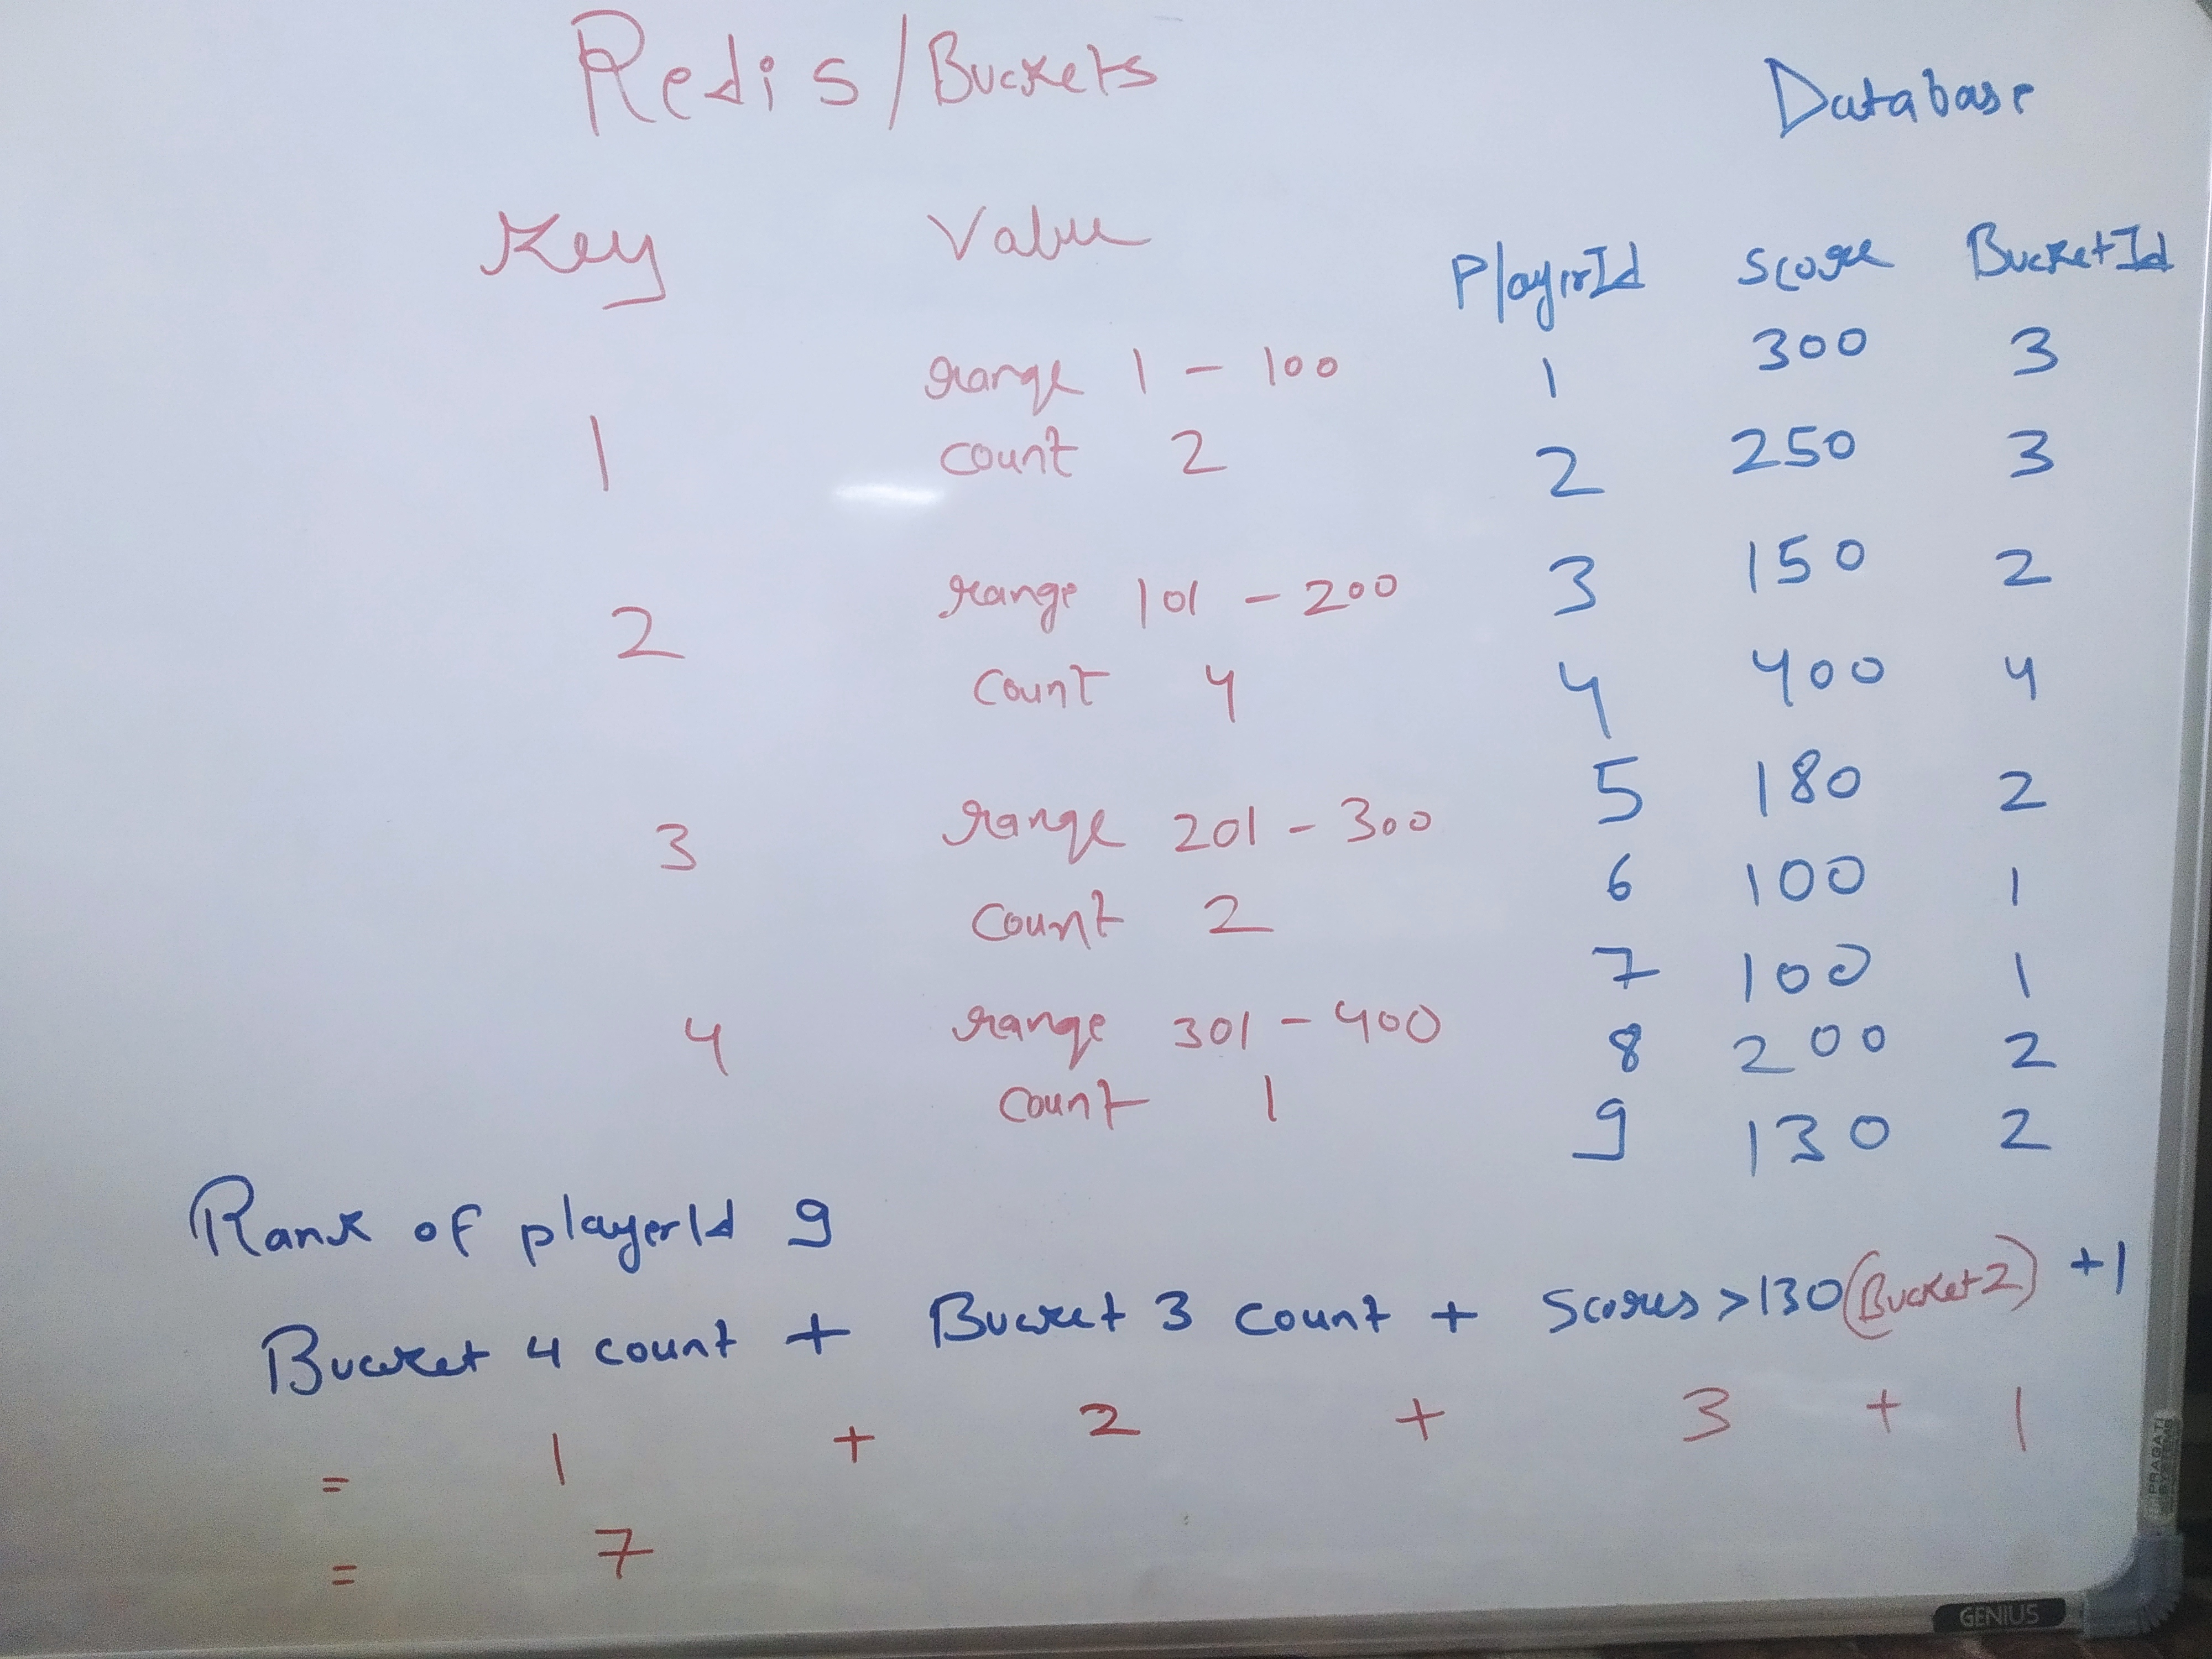 Redis/Buckets
Key Value
1 range 1 - 100
count 2
2 range 101 - 200
count 4
3 range 201 - 300
count 2
4 range 301 - 400
count 1
Database
PlayerId Score BucketId
1 300 3
2 250 3
3 150 2
4 400 4
5 180 2
6 100 1
7 100 1
8 200 2
9 130 2
Rank of playerId 9
Bucket 4 count + Bucket 3 count + Scores >130 (Bucket 2) +1
= 1 + 2 + 3 + 1
= 7
PRAGATI SYSTEMS
GENIUS